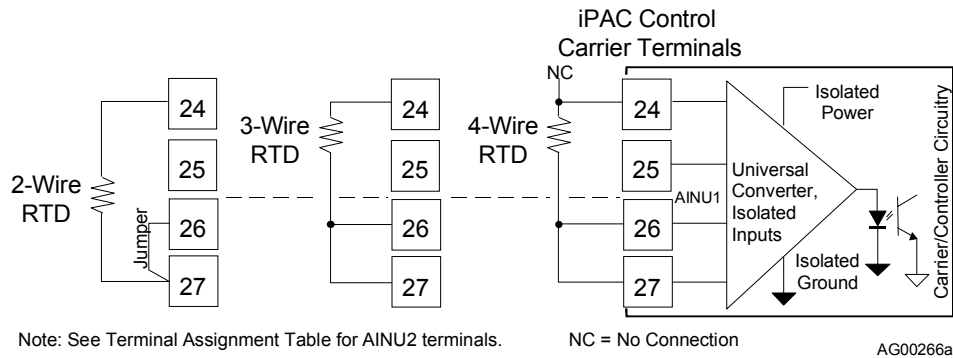 iPAC Control
Carrier Terminals
NC
24
25
26
27
2-Wire
RTD
Jumper
24
25
26
27
3-Wire
RTD
24
25
26
27
4-Wire
RTD
AINU1
Isolated
Power
Universal
Converter,
Isolated
Inputs
Isolated
Ground
Carrier/Controller Circuitry
Note: See Terminal Assignment Table for AINU2 terminals.
NC = No Connection
AG00266a